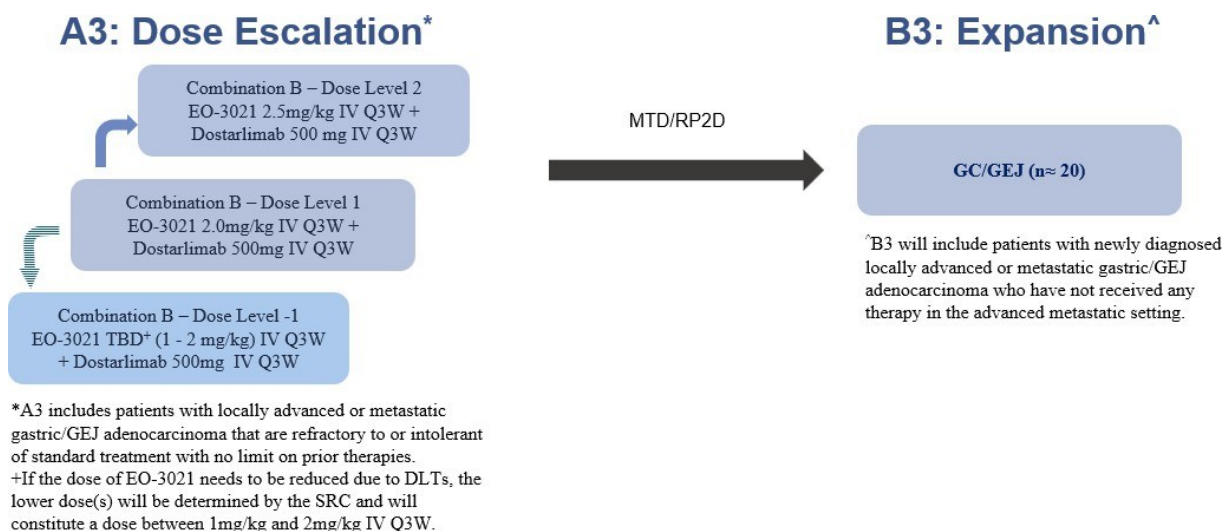 A3: Dose Escalation*
Combination B – Dose Level 2
EO-3021 2.5mg/kg IV Q3W +
Dostarlimab 500 mg IV Q3W
Combination B – Dose Level 1
EO-3021 2.0mg/kg IV Q3W +
Dostarlimab 500mg IV Q3W
Combination B – Dose Level -1
EO-3021 TBD+ (1 - 2 mg/kg) IV Q3W
+ Dostarlimab 500mg IV Q3W
*A3 includes patients with locally advanced or metastatic
gastric/GEJ adenocarcinoma that are refractory to or intolerant
of standard treatment with no limit on prior therapies.
+If the dose of EO-3021 needs to be reduced due to DLTs, the
lower dose(s) will be determined by the SRC and will
constitute a dose between 1mg/kg and 2mg/kg IV Q3W.
MTD/RP2D
B3: Expansion^
GC/GEJ (n≈ 20)
^B3 will include patients with newly diagnosed
locally advanced or metastatic gastric/GEJ
adenocarcinoma who have not received any
therapy in the advanced metastatic setting.